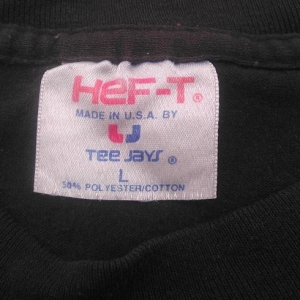 HEF-T®
MADE IN U.S.A. BY
TEE JAYS ®
L
50% POLYESTER/COTTON